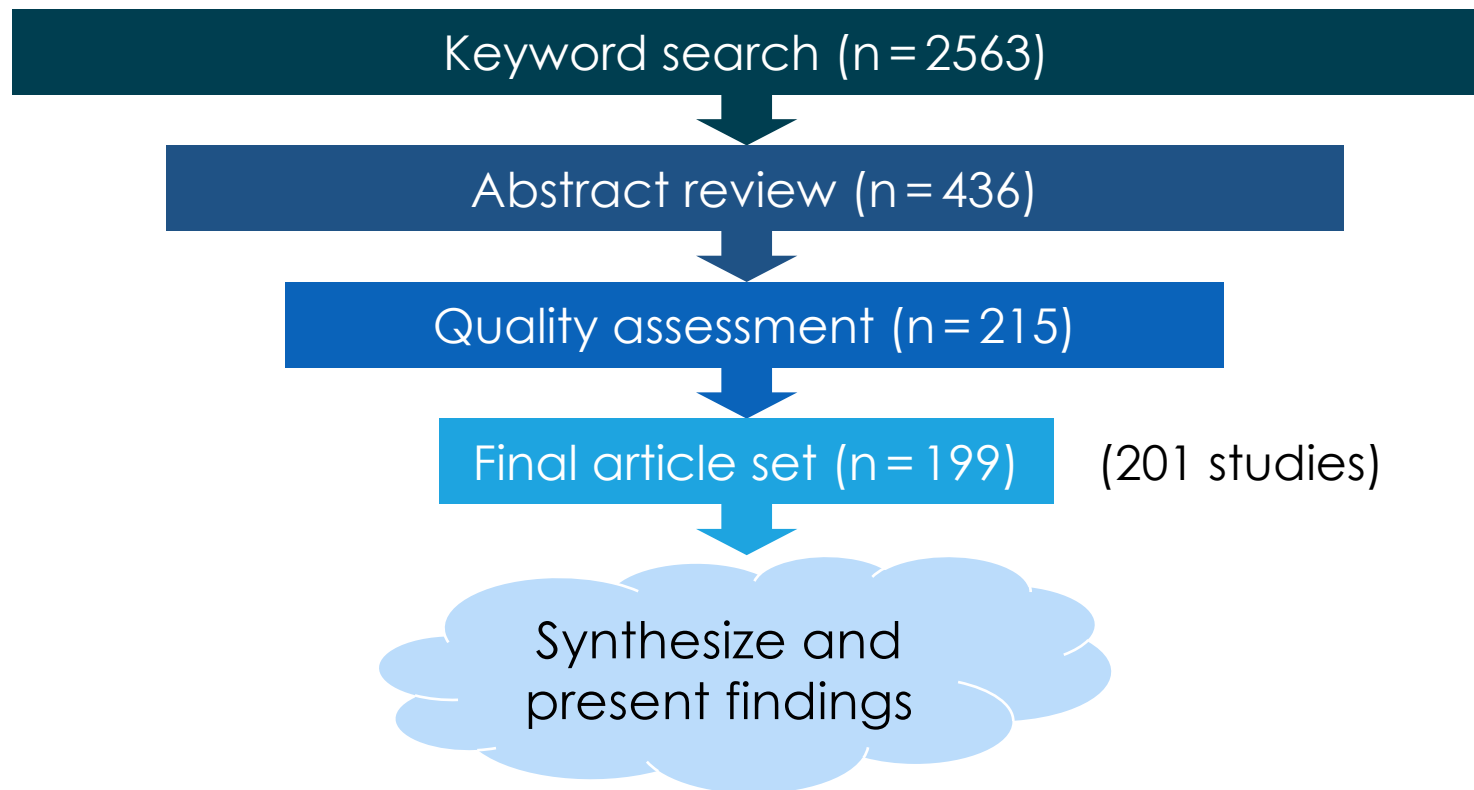 Keyword search (n = 2563)
Abstract review (n = 436)
Quality assessment (n = 215)
Final article set (n = 199) (201 studies)
Synthesize and
present findings